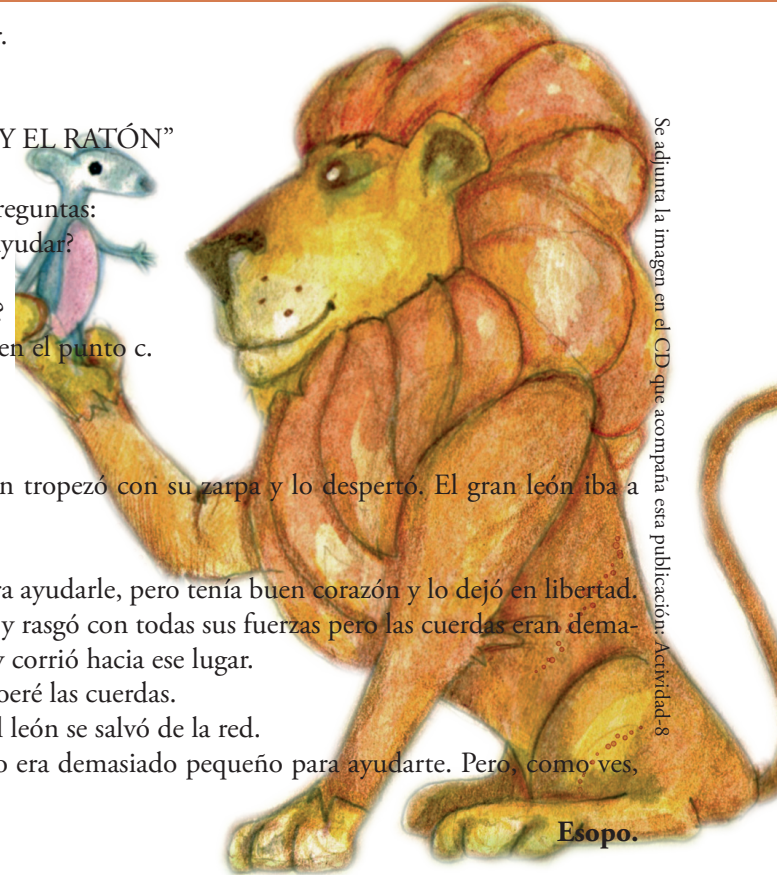 r.
Y EL RATÓN”
reguntas:
yudar?
?
en el punto c.
n tropezó con su zarpa y lo despertó. El gran león iba a
ra ayudarle, pero tenía buen corazón y lo dejó en libertad.
y rasgó con todas sus fuerzas pero las cuerdas eran dema-
y corrió hacia ese lugar.
oeré las cuerdas.
l león se salvó de la red.
o era demasiado pequeño para ayudarte. Pero, como ves,
Esopo.
Se adjunta la imagen en el CD que acompaña esta publicación: Actividad-8